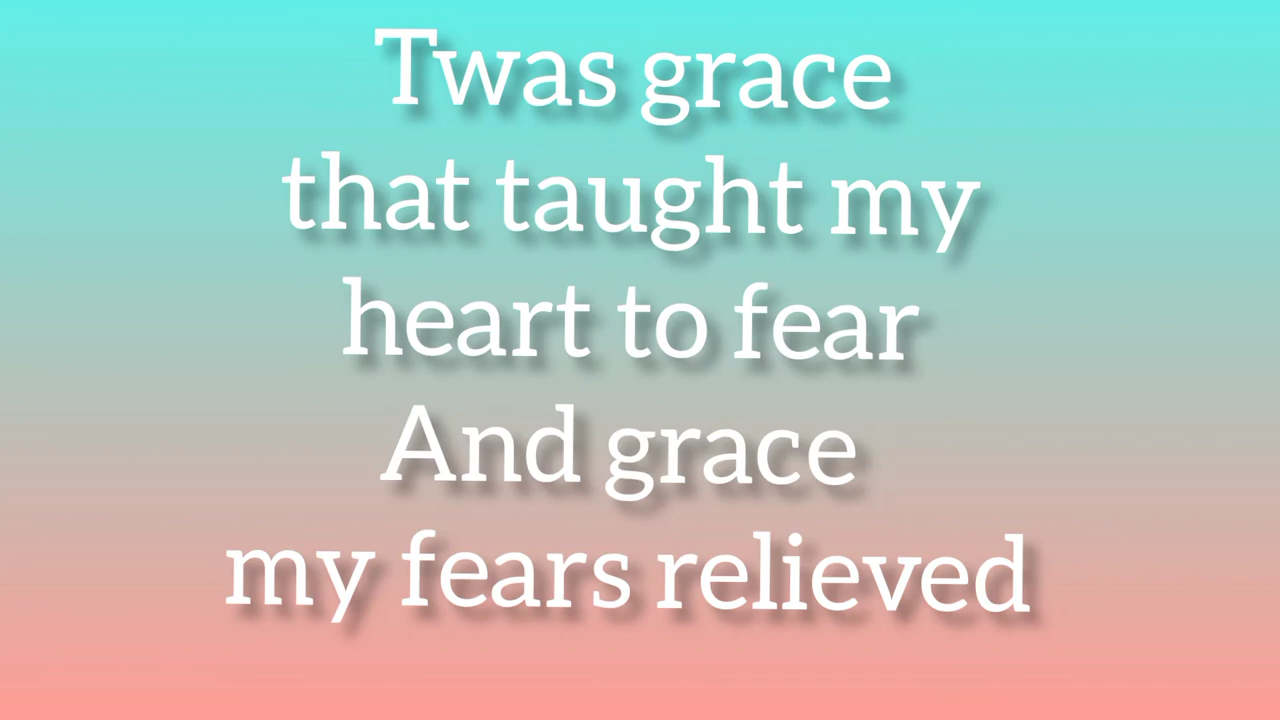 Twas grace
that taught my
heart to fear
And grace
my fears relieved